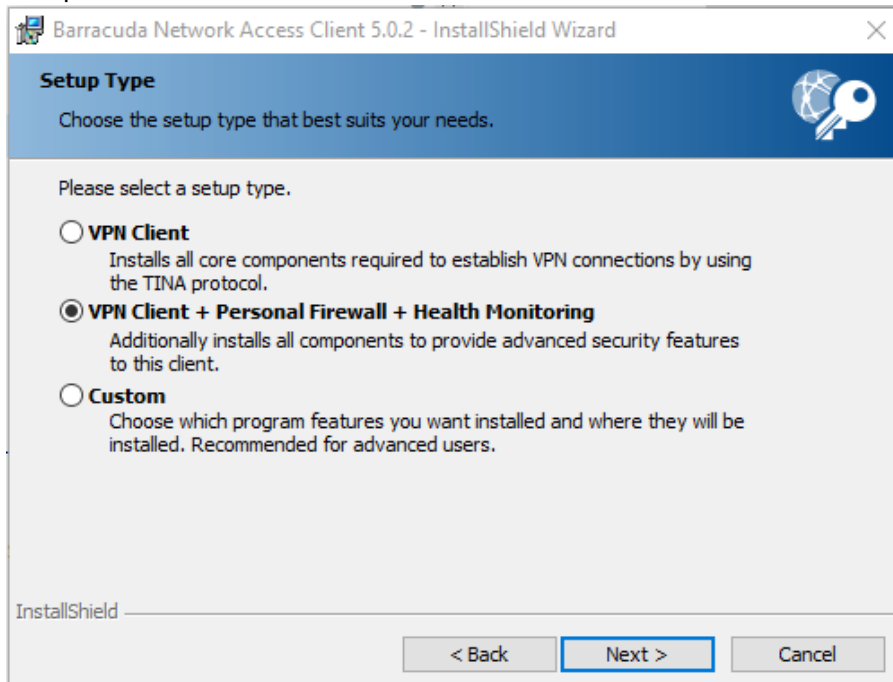 Barracuda Network Access Client 5.0.2 - InstallShield Wizard
Setup Type
Choose the setup type that best suits your needs.
Please select a setup type.
VPN Client
Installs all core components required to establish VPN connections by using
the TINA protocol.
VPN Client + Personal Firewall + Health Monitoring
Additionally installs all components to provide advanced security features
to this client.
Custom
Choose which program features you want installed and where they will be
installed. Recommended for advanced users.
InstallShield
< Back
Next >
Cancel